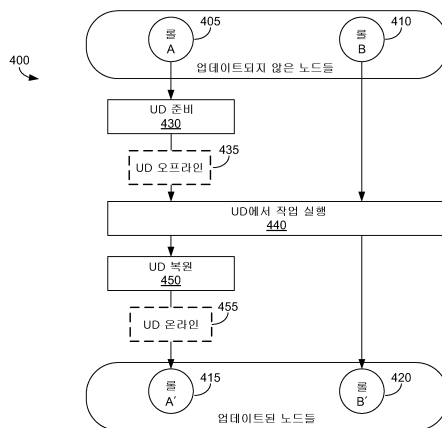 롤
A
405
롤
B
410
업데이트되지 않은 노드들
400
UD 준비
430
UD 오프라인
435
UD에서 작업 실행
440
UD 복원
450
UD 온라인
455
롤
A′
415
롤
B′
420
업데이트된 노드들